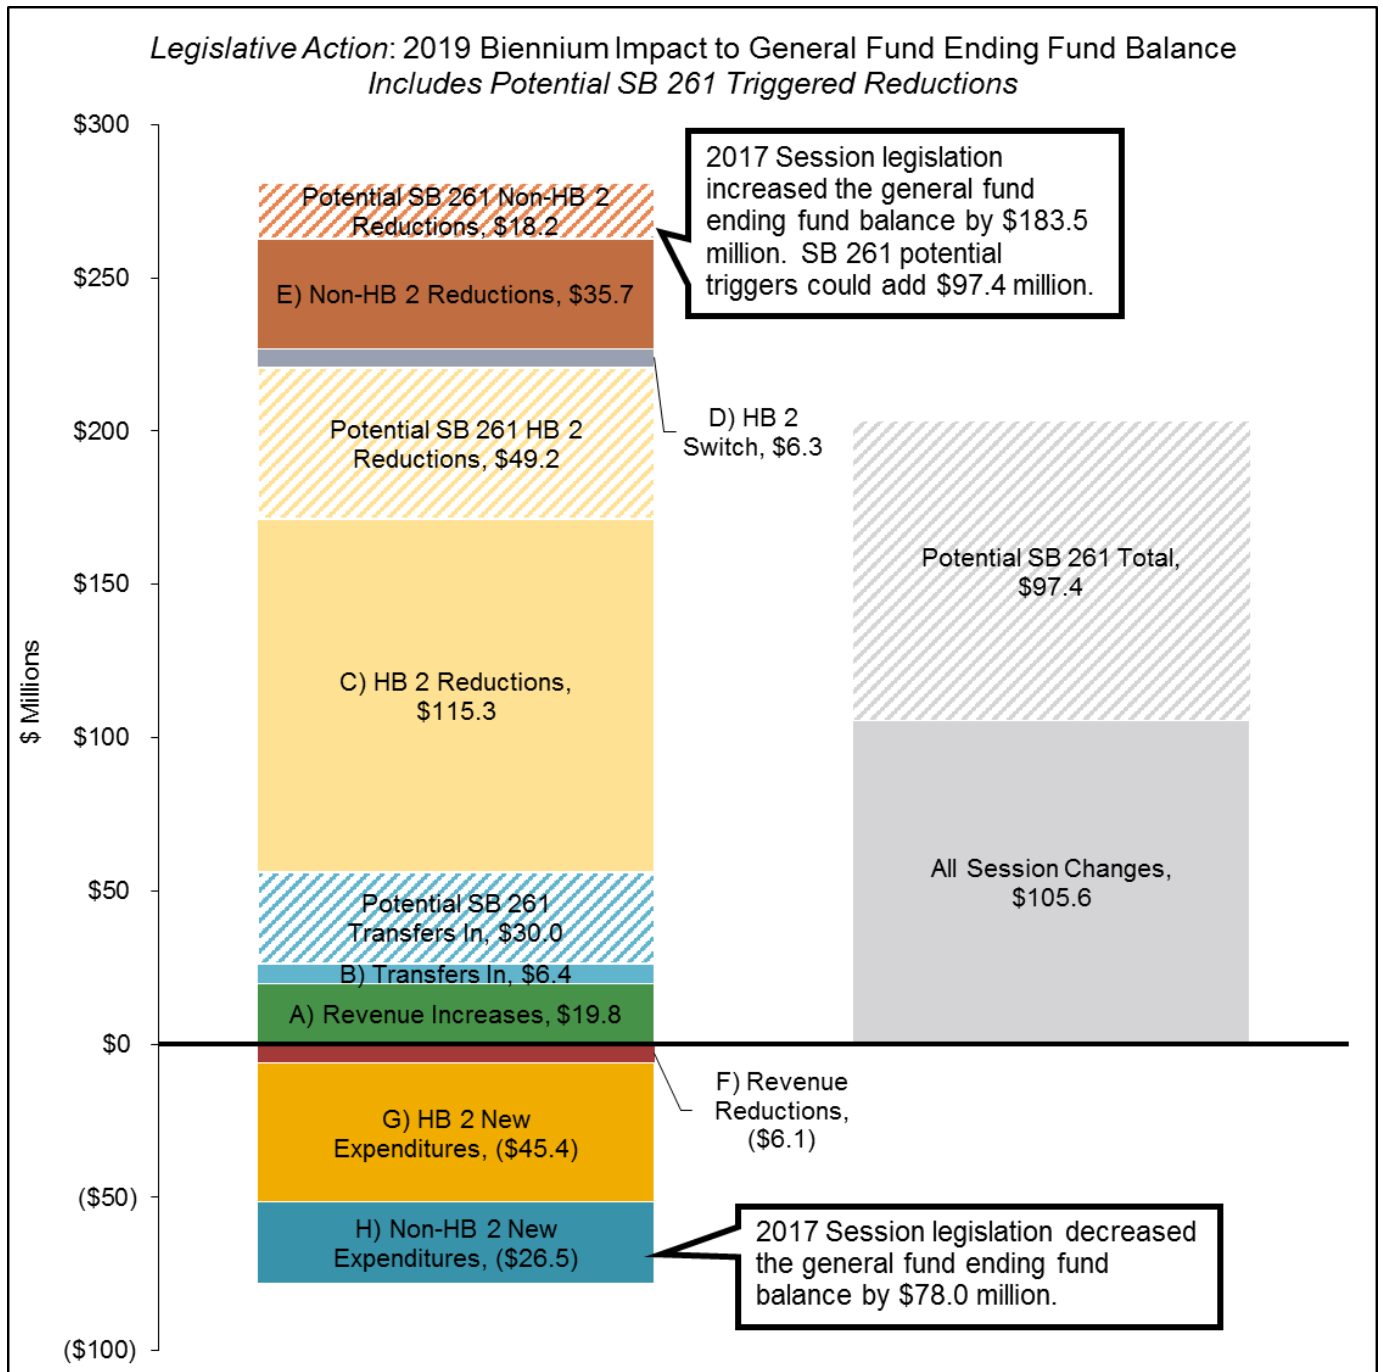 Legislative Action: 2019 Biennium Impact to General Fund Ending Fund Balance
Includes Potential SB 261 Triggered Reductions
$ Millions
$300
$250
$200
$150
$100
$50
$0
($50)
($100)
Potential SB 261 Non-HB 2
Reductions, $18.2
E) Non-HB 2 Reductions, $35.7
D) HB 2
Switch, $6.3
Potential SB 261 HB 2
Reductions, $49.2
C) HB 2 Reductions,
$115.3
Potential SB 261
Transfers In, $30.0
B) Transfers In, $6.4
A) Revenue Increases, $19.8
F) Revenue
Reductions,
($6.1)
G) HB 2 New
Expenditures, ($45.4)
H) Non-HB 2 New
Expenditures, ($26.5)
2017 Session legislation
increased the general fund
ending fund balance by $183.5
million. SB 261 potential
triggers could add $97.4 million.
Potential SB 261 Total,
$97.4
All Session Changes,
$105.6
2017 Session legislation decreased
the general fund ending fund
balance by $78.0 million.